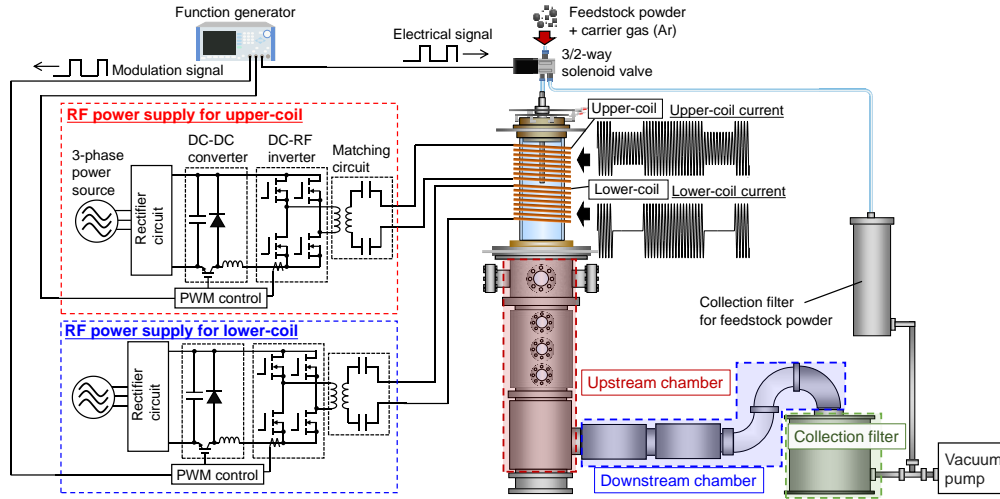 Function generator
Feedstock powder
+ carrier gas (Ar)
Electrical signal
3/2-way
solenoid valve
Modulation signal
RF power supply for upper-coil
Upper-coil
Upper-coil current
DC-DC
converter
DC-RF
inverter
Matching
circuit
3-phase
power
source
Rectifier
circuit
Lower-coil
Lower-coil current
PWM control
Collection filter
for feedstock powder
RF power supply for lower-coil
Rectifier
circuit
PWM control
Upstream chamber
Collection filter
Downstream chamber
Vacuum
pump